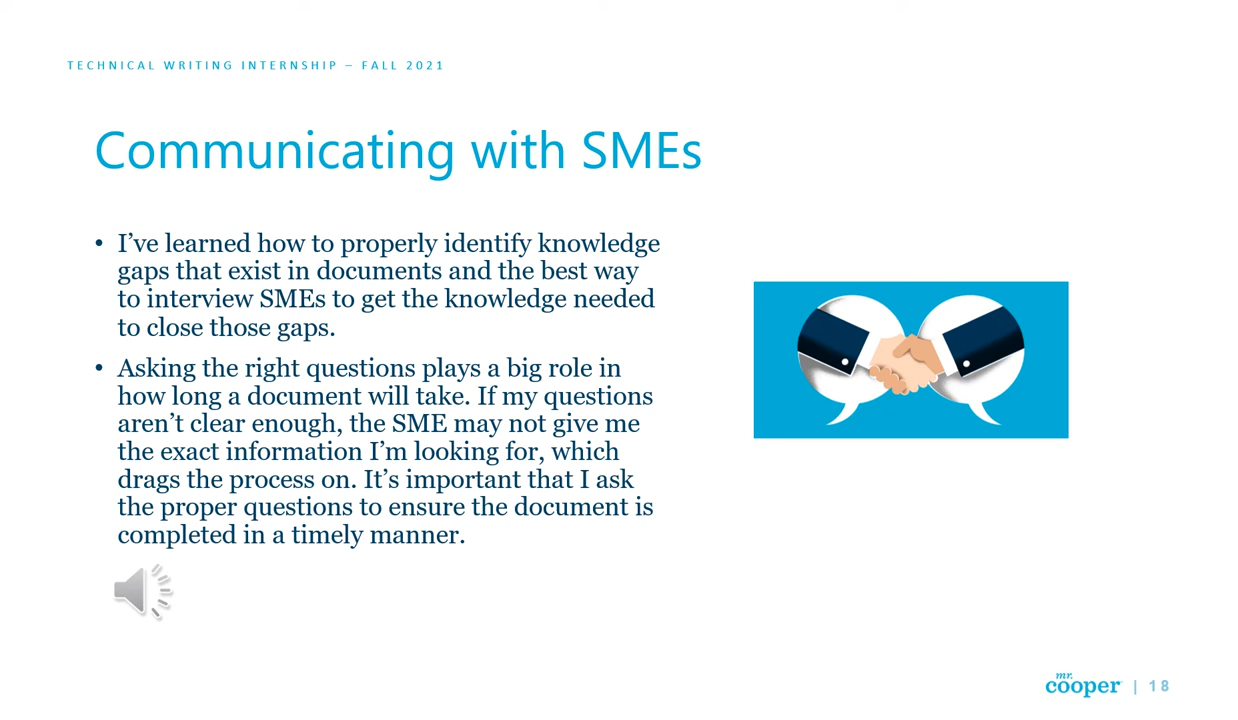 TECHNICAL WRITING INTERNSHIP – FALL 2021
Communicating with SMEs
• I’ve learned how to properly identify knowledge
gaps that exist in documents and the best way
to interview SMEs to get the knowledge needed
to close those gaps.
• Asking the right questions plays a big role in
how long a document will take. If my questions
aren’t clear enough, the SME may not give me
the exact information I’m looking for, which
drags the process on. It’s important that I ask
the proper questions to ensure the document is
completed in a timely manner.
mr.
cooper | 18